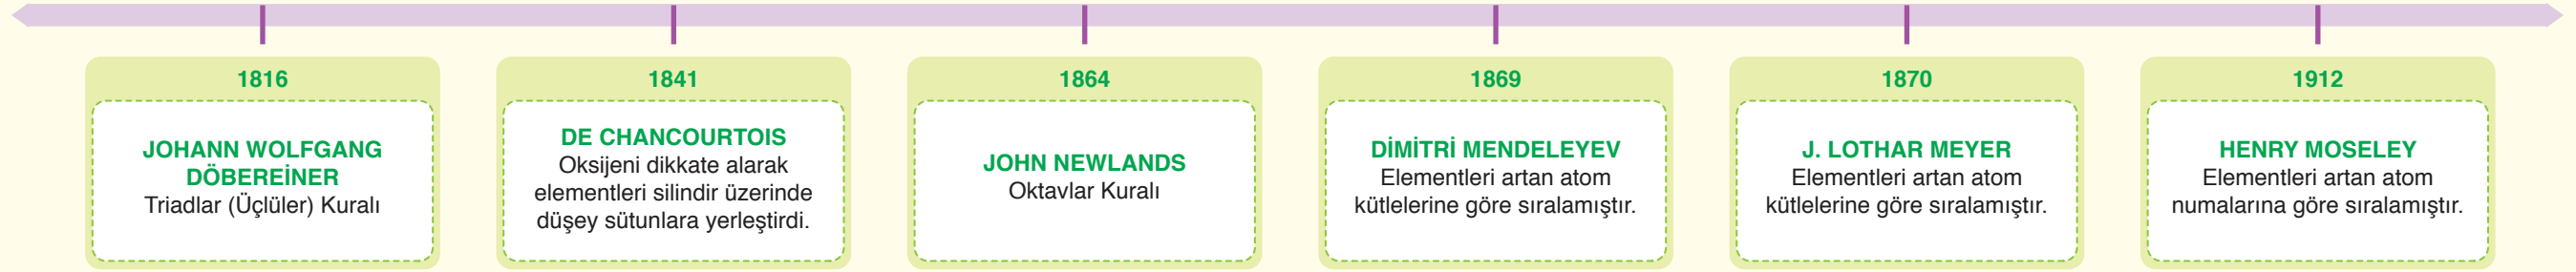 1816
JOHANN WOLFGANG
DÖBEREİNER
Triadlar (Üçlüler) Kuralı
1841
DE CHANCOURTOIS
Oksijeni dikkate alarak
elementleri silindir üzerinde
düşey sütunlara yerleştirdi.
1864
JOHN NEWLANDS
Oktavlar Kuralı
1869
DİMİTRİ MENDELEYEV
Elementleri artan atom
kütlelerine göre sıralamıştır.
1870
J. LOTHAR MEYER
Elementleri artan atom
kütlelerine göre sıralamıştır.
1912
HENRY MOSELEY
Elementleri artan atom
numalarına göre sıralamıştır.